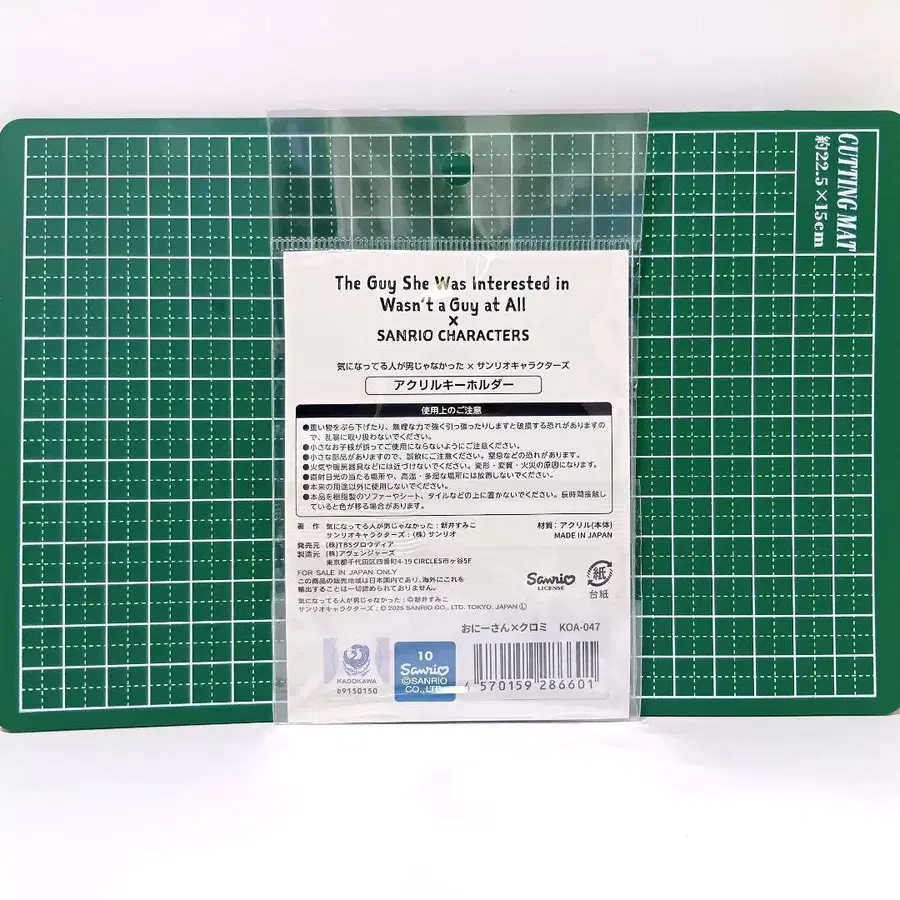 CUTTING MAT
約22.5×15cm
The Guy She Was Interested in
Wasn't a Guy at All
×
SANRIO CHARACTERS
気になってる人が男じゃなかった × サンリオキャラクターズ
アクリルキーホルダー
使用上のご注意
●重い物をぶら下げたり、無理な力で強く引っ張ったりしますと破損する恐れがありますの
で、乱暴に取り扱わないでください。
●小さなお子様が誤ってご使用にならないようにご注意ください。
●小さな部品がありますので、誤飲にご注意ください。窒息などの恐れがあります。
●火気や暖房器具などには近づけないでください。変形・変質・火災の原因になります。
●直射日光の当たる場所や、高温・多湿な場所には放置しないでください。
●本来の用途以外に使用しないでください。
●本品を樹脂製のソファーやシート、タイルなどの上に置かないでください。長時間接触し
ていると色が移る場合があります。
著 作 気になってる人が男じゃなかった:新井すみこ
サンリオキャラクターズ:(株) サンリオ
発売元 (株)TBSグロウディア
製造元 (株)アヴェンジャーズ
東京都千代田区四番町4-19 CIRCLES市ヶ谷5F
材質:アクリル(本体)
MADE IN JAPAN
FOR SALE IN JAPAN ONLY
この商品の販売地域は日本国内であり、海外にこれを
輸出することは一切認められておりません。
気になってる人が男じゃなかった:©新井すみこ
サンリオキャラクターズ:© 2025 SANRIO CO., LTD. TOKYO, JAPAN Ⓛ
Sanrio
LICENSE
紙
台紙
おにーさん×クロミ KOA-047
KADOKAWA
09150150
10
Sanrio
©SANRIO
CO.,LTD.
4 570159 286601